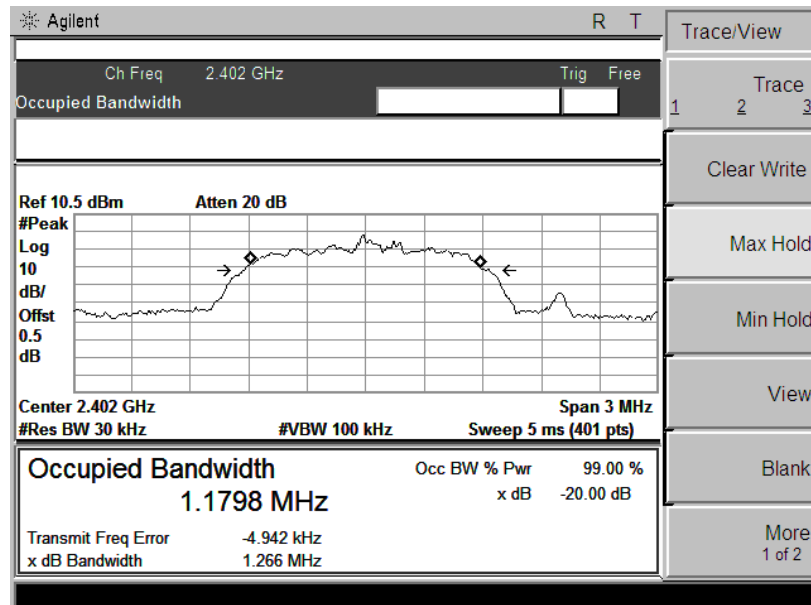 Agilent R T
Trace/View
Ch Freq 2.402 GHz Trig Free
Occupied Bandwidth
Trace
1 2 3
Clear Write
Ref 10.5 dBm Atten 20 dB
#Peak
Log
10
dB/
Offst
0.5
dB
Max Hold
Min Hold
View
Center 2.402 GHz Span 3 MHz
#Res BW 30 kHz #VBW 100 kHz Sweep 5 ms (401 pts)
Occupied Bandwidth Occ BW % Pwr 99.00 %
1.1798 MHz x dB -20.00 dB
Blank
Transmit Freq Error -4.942 kHz
x dB Bandwidth 1.266 MHz
More
1 of 2